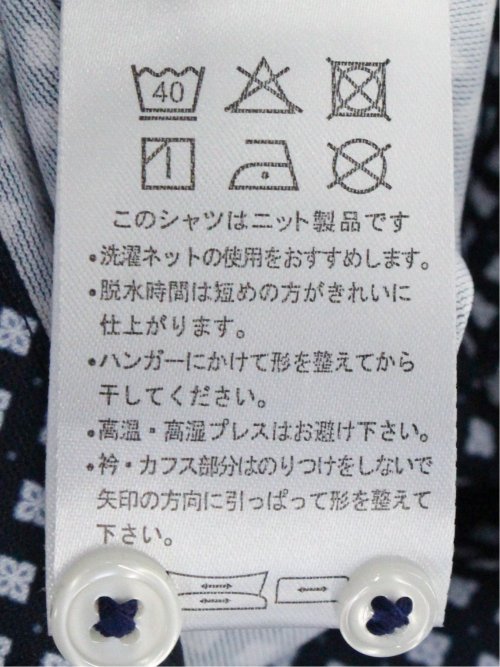 40
このシャツはニット製品です
•洗濯ネットの使用をおすすめします。
•脱水時間は短めの方がきれいに
仕上がります。
•ハンガーにかけて形を整えてから
干してください。
•高温・高湿プレスはお避け下さい。
•衿・カフス部分はのりつけをしないで
矢印の方向に引っぱって形を整えて
下さい。